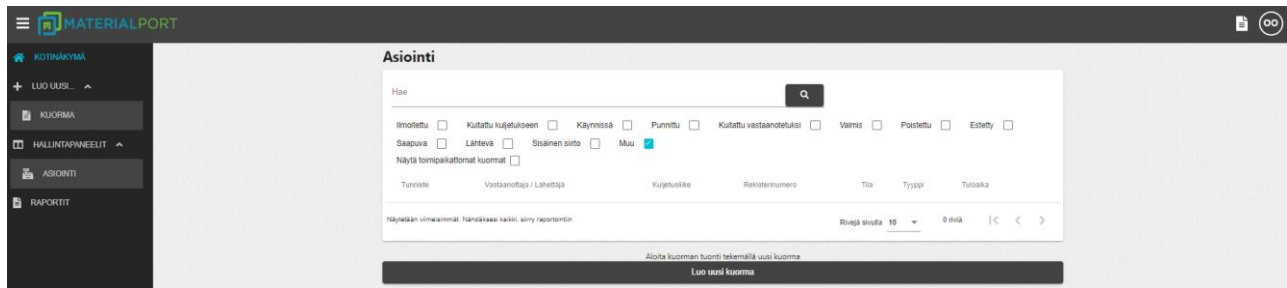 MATERIALPORT
KOTINÄKYMÄ
LUO UUSI...
KUORMA
HALLINTAPANEELIT
ASIOINTI
RAPORTIT
Asiointi
Hae
Ilmoitettu Kuitattu kuljetukseen Käynnissä Punnittu Kuitattu vastaanotetuksi Valmis Poistettu Estetty
Saapuva Lähtevä Sisäinen siirto Muu
Näytä toimipaikattomat kuormat
Tunniste Vastaanottaja / Lähettäjä Kuljetusliike Rekisterinumero Tila Tyyppi Tuloaika
Näytetään viimeisimmät. Nähdäksesi kaikki, siirry raportointiin Rivejä sivulla 10 0 riviä
Aloita kuorman tuonti tekemällä uusi kuorma
Luo uusi kuorma